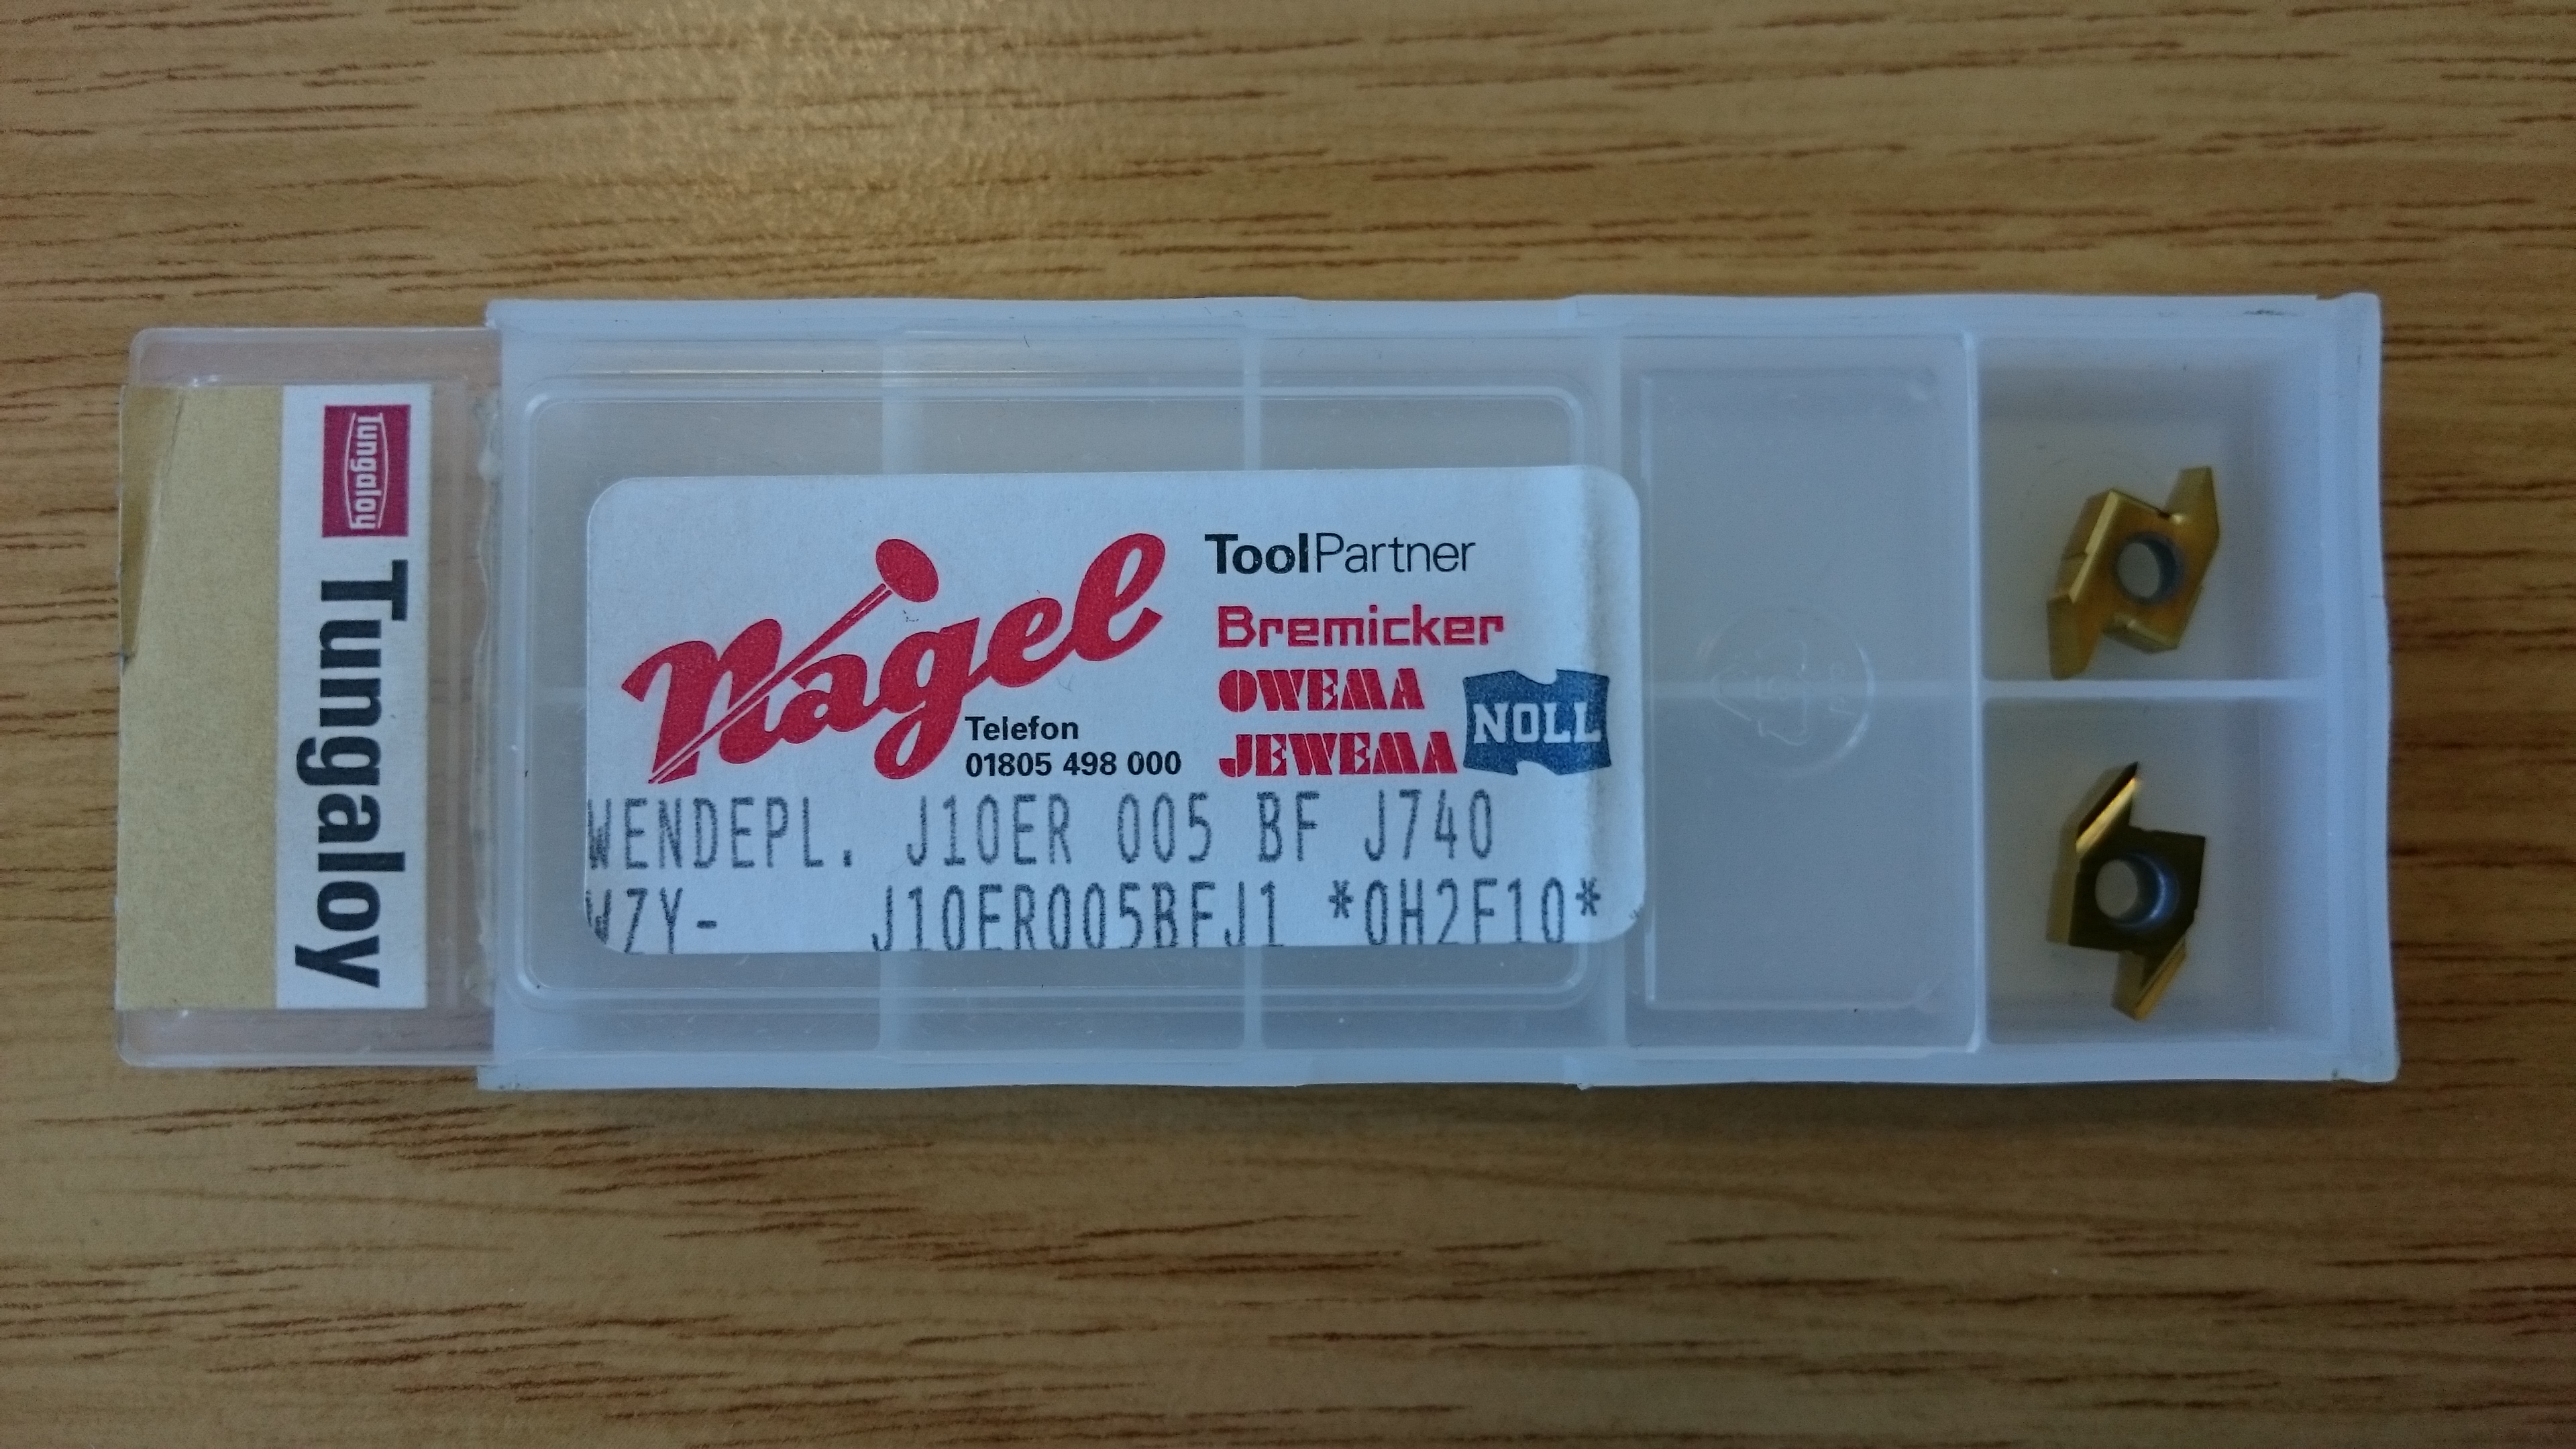 Tungaloy
Tungaloy
Nagel
Telefon
01805 498 000
ToolPartner
Bremicker
OWEMA
JEWEMA
NOLL
WENDEPL. J10ER 005 BF J740
WZY- J10ER005BFJ1 *0H2F10*